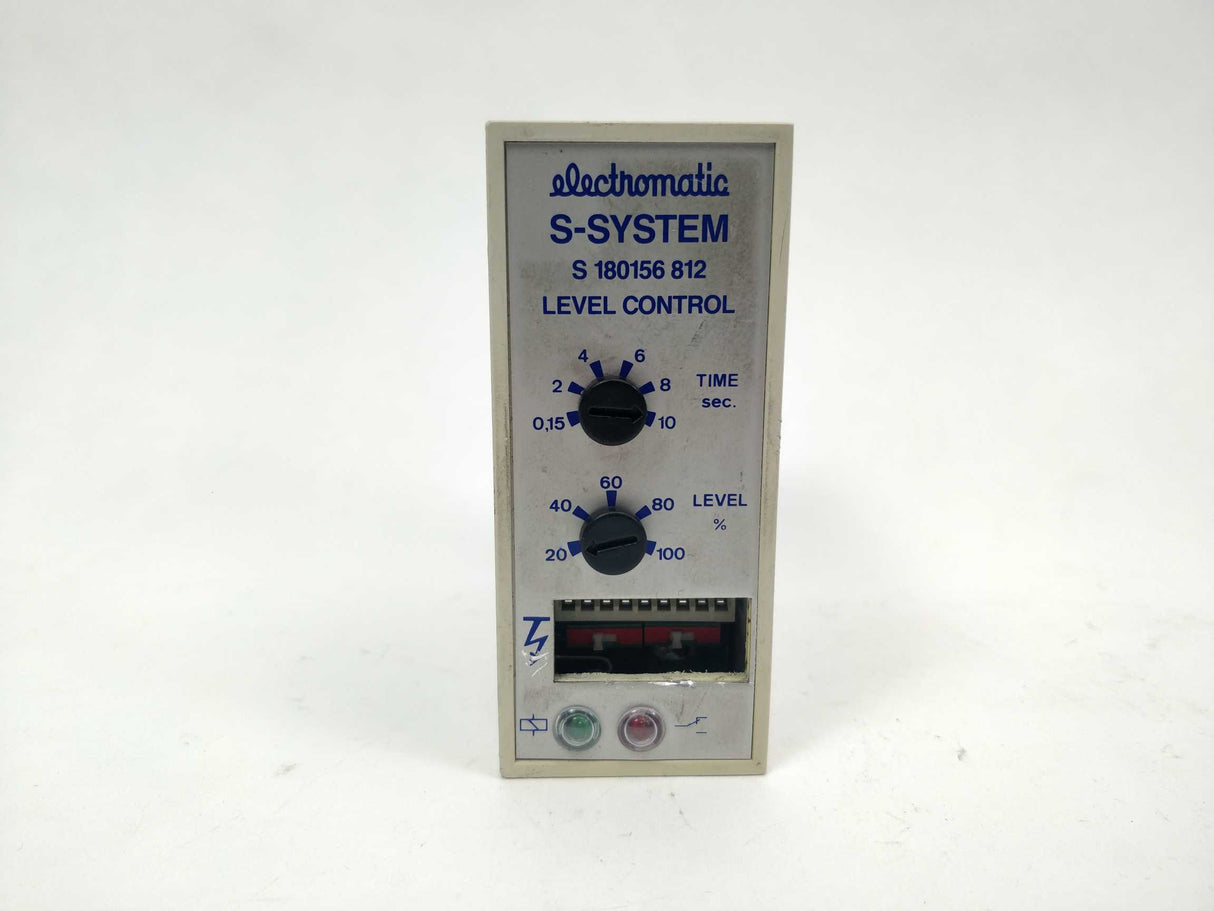 electromatic
S-SYSTEM
S 180156 812
LEVEL CONTROL
4 6
2 8 TIME
0,15 10 sec.
60
40 80 LEVEL
%
20 100